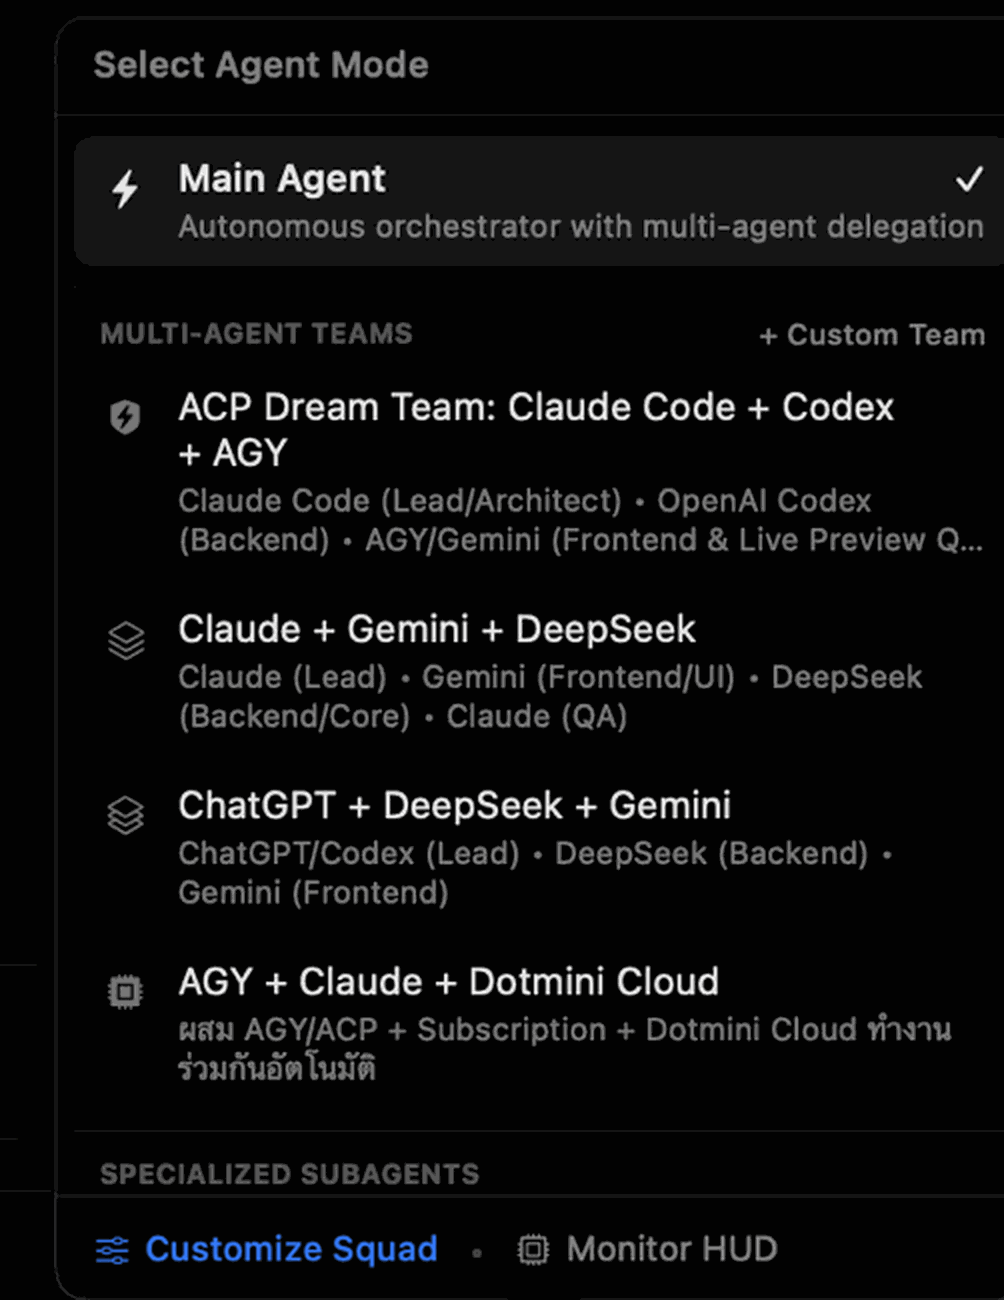 Select Agent Mode
Main Agent
Autonomous orchestrator with multi-agent delegation
MULTI-AGENT TEAMS
+ Custom Team
ACP Dream Team: Claude Code + Codex
+ AGY
Claude Code (Lead/Architect) • OpenAI Codex
(Backend) • AGY/Gemini (Frontend & Live Preview Q...
Claude + Gemini + DeepSeek
Claude (Lead) • Gemini (Frontend/UI) • DeepSeek
(Backend/Core) • Claude (QA)
ChatGPT + DeepSeek + Gemini
ChatGPT/Codex (Lead) • DeepSeek (Backend) •
Gemini (Frontend)
AGY + Claude + Dotmini Cloud
ผสม AGY/ACP + Subscription + Dotmini Cloud ทำงาน
ร่วมกันอัตโนมัติ
SPECIALIZED SUBAGENTS
Customize Squad • Monitor HUD